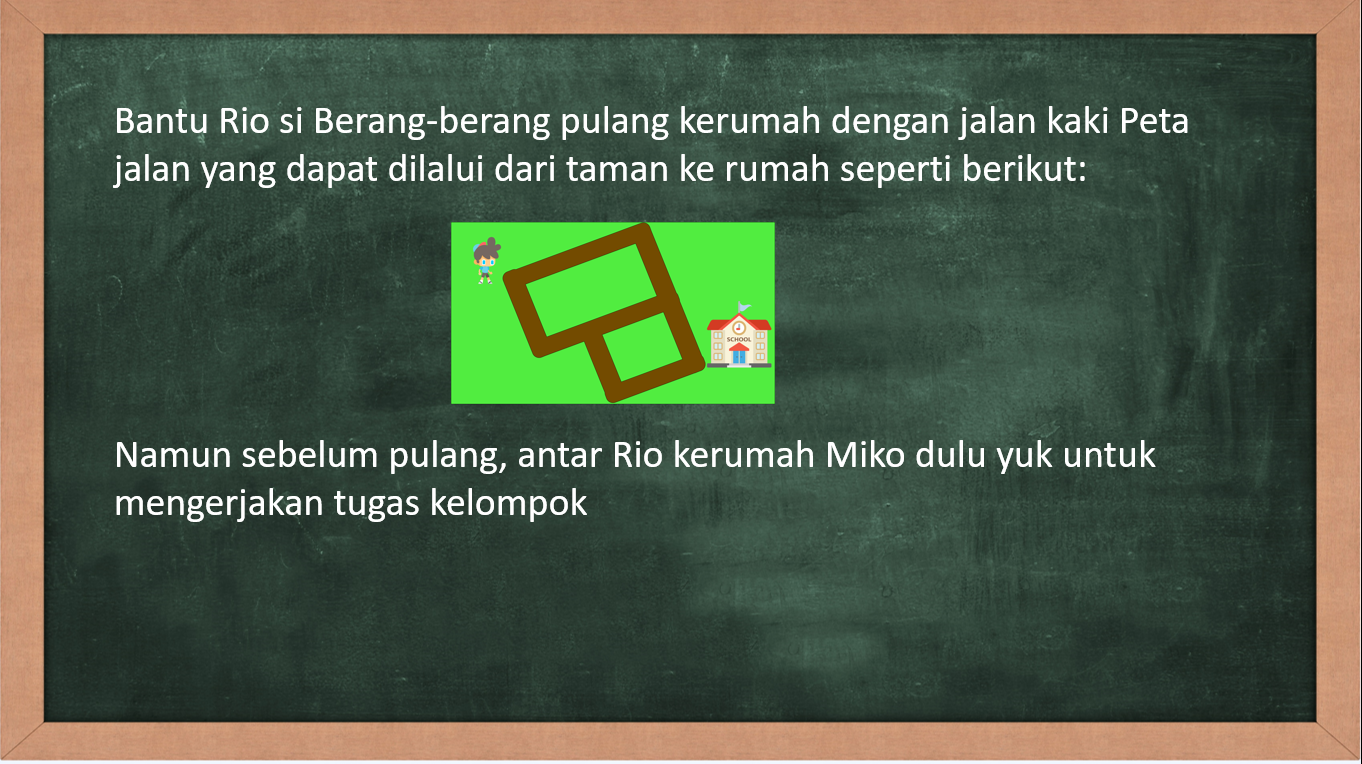 Bantu Rio si Berang-berang pulang kerumah dengan jalan kaki Peta
jalan yang dapat dilalui dari taman ke rumah seperti berikut:
SCHOOL
Namun sebelum pulang, antar Rio kerumah Miko dulu yuk untuk
mengerjakan tugas kelompok